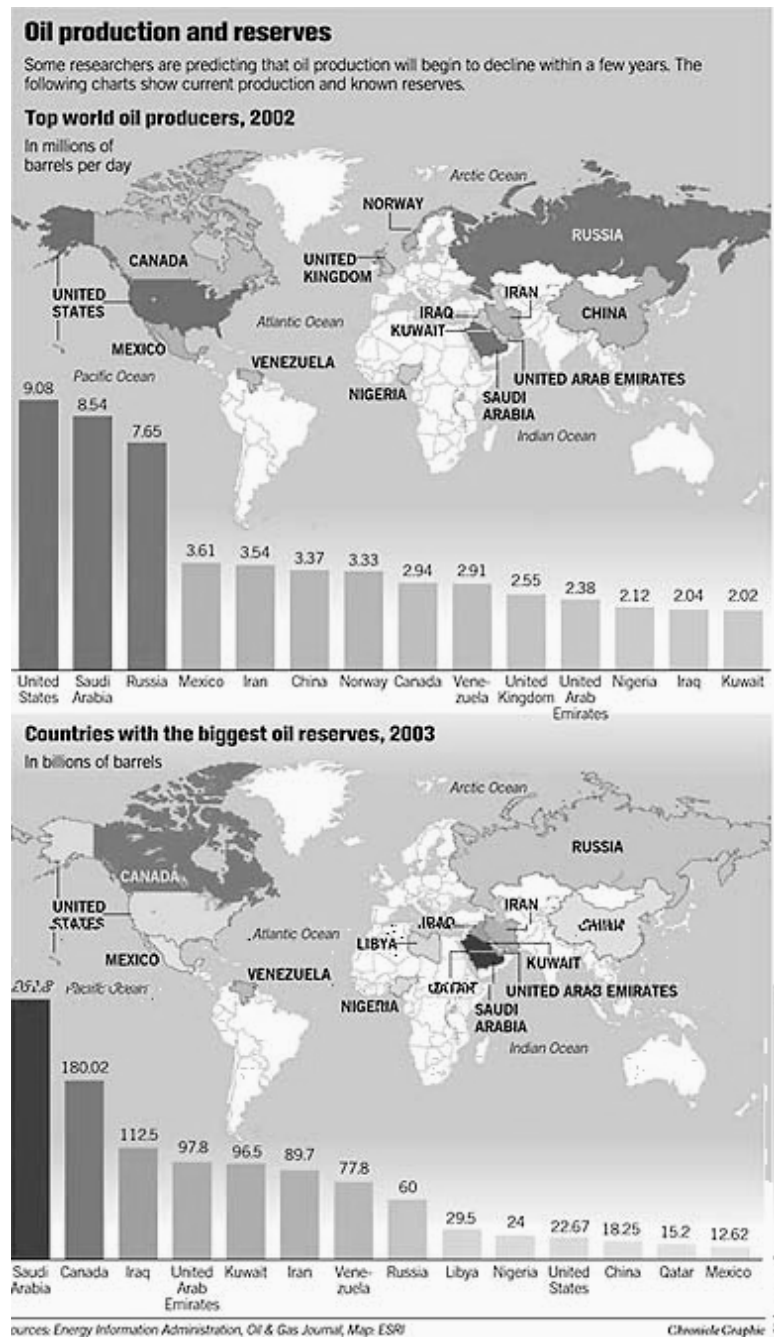 Oil production and reserves
Some researchers are predicting that oil production will begin to decline within a few years. The
following charts show current production and known reserves.
Top world oil producers, 2002
In millions of
barrels per day
Arctic Ocean
NORWAY
RUSSIA
CANADA
UNITED
KINGDOM
UNITED
STATES
IRAN
IRAQ
CHINA
KUWAIT
Atlantic Ocean
MEXICO
VENEZUELA
Pacific Ocean
UNITED ARAB EMIRATES
NIGERIA
SAUDI
ARABIA
Indian Ocean
9.08
8.54
7.65
3.61
3.54
3.37
3.33
2.94
2.91
2.55
2.38
2.12
2.04
2.02
United
States
Saudi
Arabia
Russia
Mexico
Iran
China
Norway
Canada
Vene-
zuela
United
Kingdom
United
Arab
Emirates
Nigeria
Iraq
Kuwait
Countries with the biggest oil reserves, 2003
In billions of barrels
Arctic Ocean
RUSSIA
CANADA
UNITED
STATES
IRAN
IRAQ
CHINA
Atlantic Ocean
LIBYA
MEXICO
KUWAIT
VENEZUELA
Pacific Ocean
QATAR
UNITED ARAB EMIRATES
NIGERIA
SAUDI
ARABIA
Indian Ocean
180.02
112.5
97.8
96.5
89.7
77.8
60
29.5
24
22.67
18.25
15.2
12.62
Saudi
Arabia
Canada
Iraq
United
Arab
Emirates
Kuwait
Iran
Vene-
zuela
Russia
Libya
Nigeria
United
States
China
Qatar
Mexico
ources: Energy Information Administration, Oil & Gas Journal, Map: ESRI
Chronicle Graphic